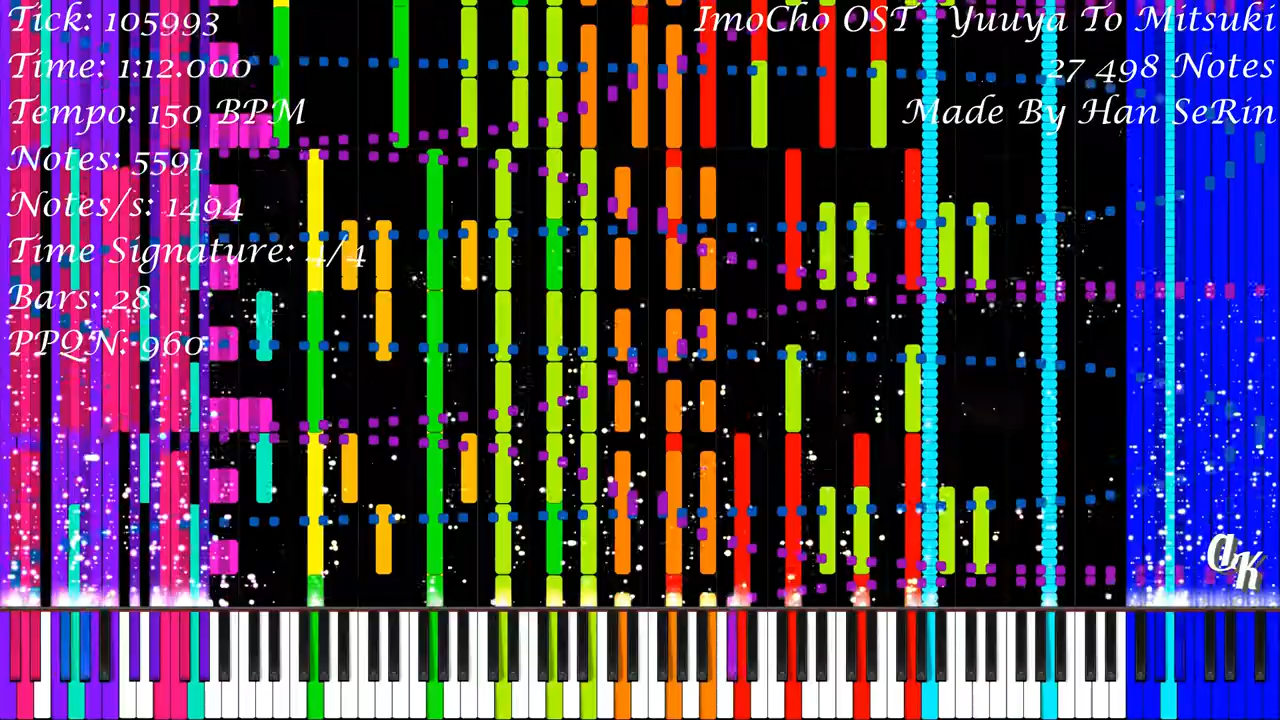 Tick: 105993
Time: 1:12.000
Tempo: 150 BPM
Notes: 5591
Notes/s: 1494
Time Signature: 4/4
Bars: 28
PPQN: 960
ImoCho OST - Yuuya To Mitsuki
27 498 Notes
Made By Han SeRin